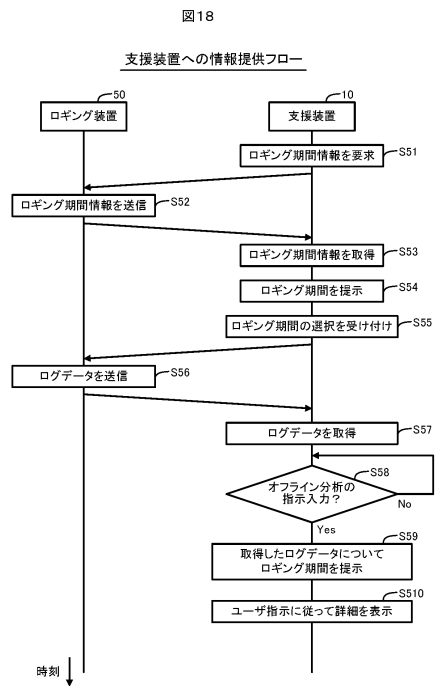 図18
支援装置への情報提供フロー
50
10
ロギング装置
支援装置
S51
ロギング期間情報を要求
S52
ロギング期間情報を送信
S53
ロギング期間情報を取得
S54
ロギング期間を提示
S55
ロギング期間の選択を受け付け
S56
ログデータを送信
S57
ログデータを取得
S58
オフライン分析の
指示入力？
No
Yes
S59
取得したログデータについて
ロギング期間を提示
S510
ユーザ指示に従って詳細を表示
時刻